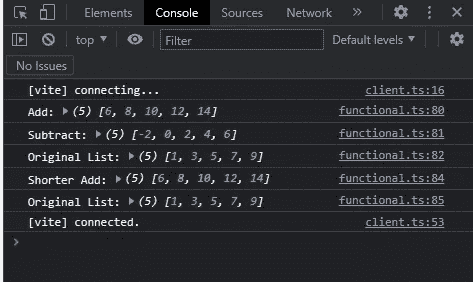 Elements Console Sources Network »
top ▾ Filter Default levels ▾
No Issues
[vite] connecting... client.ts:16
Add: ▶ (5) [6, 8, 10, 12, 14] functional.ts:80
Subtract: ▶ (5) [-2, 0, 2, 4, 6] functional.ts:81
Original List: ▶ (5) [1, 3, 5, 7, 9] functional.ts:82
Shorter Add: ▶ (5) [6, 8, 10, 12, 14] functional.ts:84
Original List: ▶ (5) [1, 3, 5, 7, 9] functional.ts:85
[vite] connected. client.ts:53